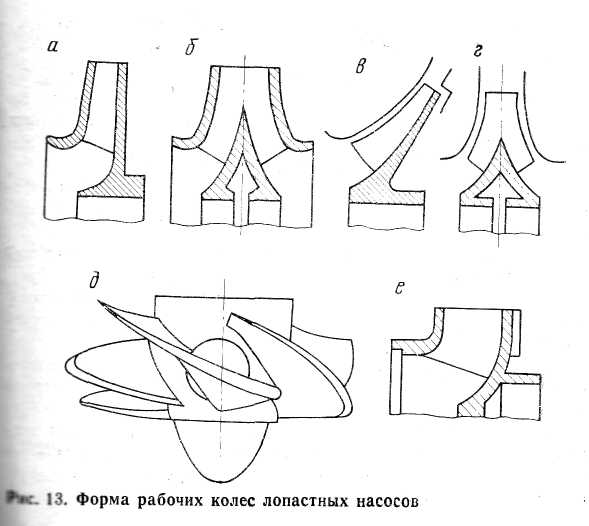 а б в г
д е
Рис. 13. Форма рабочих колес лопастных насосов